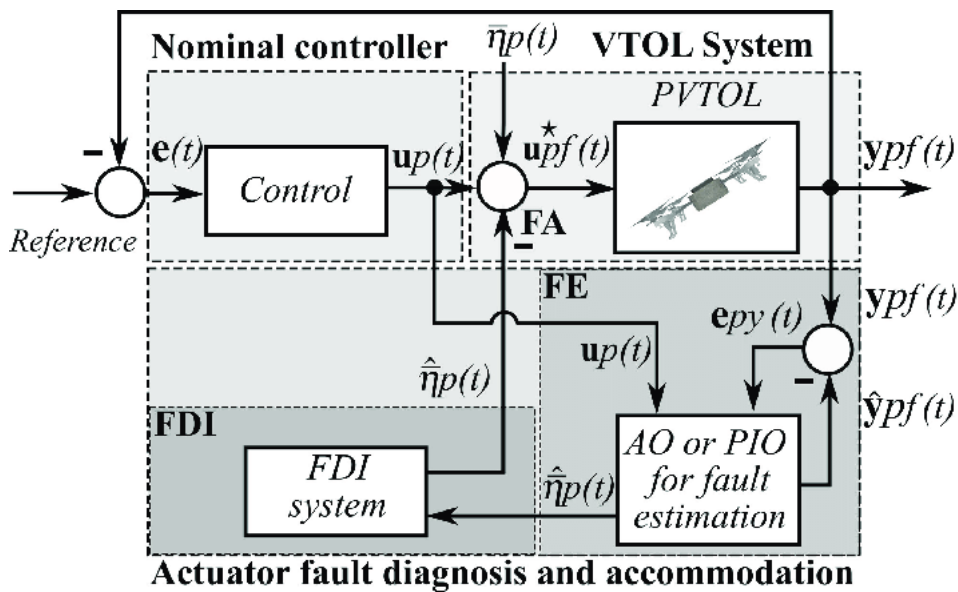 Nominal controller
η̄p(t)
VTOL System
PVTOL
−
e(t)
up(t)
u★pf(t)
ypf(t)
Control
Reference
FA
−
FE
ypf(t)
epy(t)
up(t)
−
η̄̂p(t)
ŷpf(t)
FDI
AO or PIO
for fault
estimation
FDI
system
η̄̂p(t)
Actuator fault diagnosis and accommodation